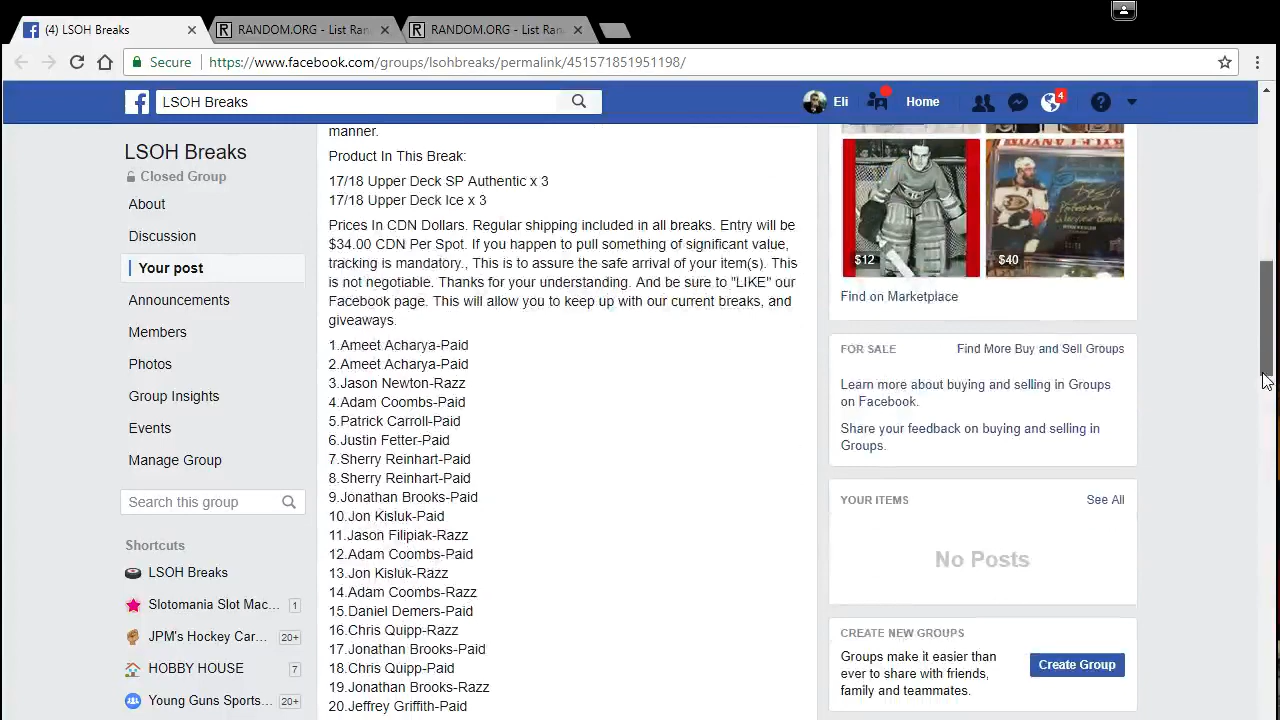 (4) LSOH Breaks
RANDOM.ORG - List Ran
RANDOM.ORG - List Ran
Secure
https://www.facebook.com/groups/lsohbreaks/permalink/451571851951198/
LSOH Breaks
Eli
Home
4
LSOH Breaks
Closed Group
About
Discussion
Your post
Announcements
Members
Photos
Group Insights
Events
Manage Group
Search this group
Shortcuts
LSOH Breaks
Slotomania Slot Mac... 1
JPM's Hockey Car... 20+
HOBBY HOUSE 7
Young Guns Sports... 20+
manner.
Product In This Break:
17/18 Upper Deck SP Authentic x 3
17/18 Upper Deck Ice x 3
Prices In CDN Dollars. Regular shipping included in all breaks. Entry will be
$34.00 CDN Per Spot. If you happen to pull something of significant value,
tracking is mandatory., This is to assure the safe arrival of your item(s). This
is not negotiable. Thanks for your understanding. And be sure to "LIKE" our
Facebook page. This will allow you to keep up with our current breaks, and
giveaways.
1.Ameet Acharya-Paid
2.Ameet Acharya-Paid
3.Jason Newton-Razz
4.Adam Coombs-Paid
5.Patrick Carroll-Paid
6.Justin Fetter-Paid
7.Sherry Reinhart-Paid
8.Sherry Reinhart-Paid
9.Jonathan Brooks-Paid
10.Jon Kisluk-Paid
11.Jason Filipiak-Razz
12.Adam Coombs-Paid
13.Jon Kisluk-Razz
14.Adam Coombs-Razz
15.Daniel Demers-Paid
16.Chris Quipp-Razz
17.Jonathan Brooks-Paid
18.Chris Quipp-Paid
19.Jonathan Brooks-Razz
20.Jeffrey Griffith-Paid
$12
$40
Find on Marketplace
FOR SALE
Find More Buy and Sell Groups
Learn more about buying and selling in Groups
on Facebook.
Share your feedback on buying and selling in
Groups.
YOUR ITEMS
See All
No Posts
CREATE NEW GROUPS
Groups make it easier than
ever to share with friends,
family and teammates.
Create Group